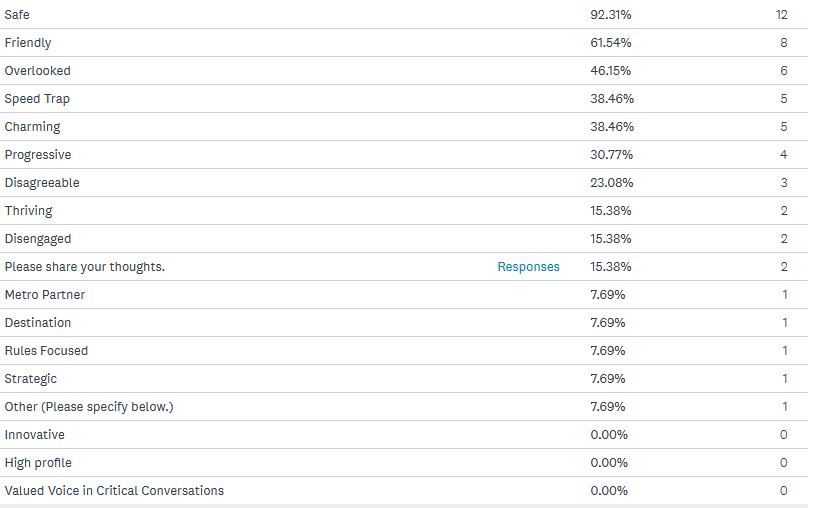 Safe 92.31% 12
Friendly 61.54% 8
Overlooked 46.15% 6
Speed Trap 38.46% 5
Charming 38.46% 5
Progressive 30.77% 4
Disagreeable 23.08% 3
Thriving 15.38% 2
Disengaged 15.38% 2
Please share your thoughts. Responses 15.38% 2
Metro Partner 7.69% 1
Destination 7.69% 1
Rules Focused 7.69% 1
Strategic 7.69% 1
Other (Please specify below.) 7.69% 1
Innovative 0.00% 0
High profile 0.00% 0
Valued Voice in Critical Conversations 0.00% 0